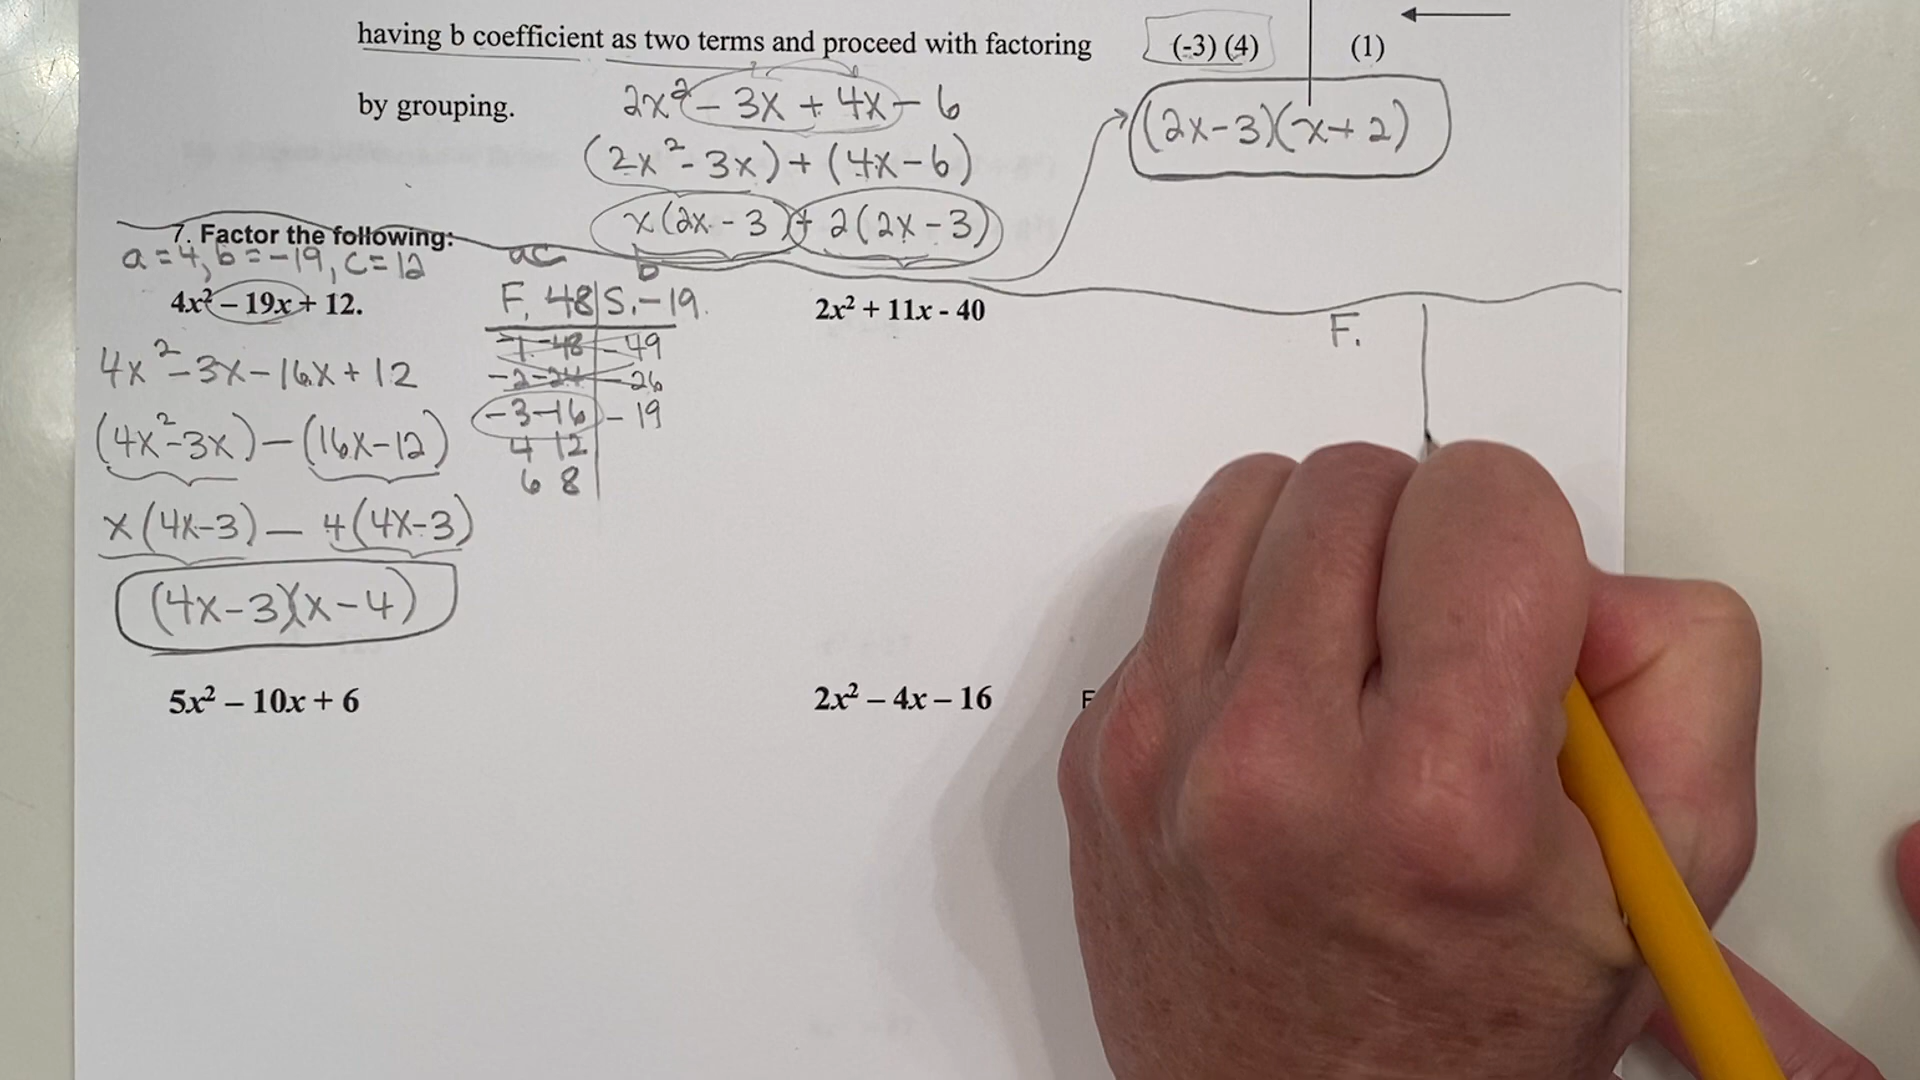 having b coefficient as two terms and proceed with factoring
(-3) (4) (1)
by grouping.
2x² - 3x + 4x - 6
(2x² - 3x) + (4x - 6)
x(2x - 3) + 2(2x - 3)
(2x-3)(x+2)
7. Factor the following:
a = 4, b = -19, c = 12
4x² – 19x + 12.
4x² - 3x - 16x + 12
(4x² - 3x) - (16x - 12)
x(4x-3) - 4(4x-3)
(4x-3)(x-4)
ac b
F. 48 S. -19
-1 -48 -49
-2 -24 -26
-3 -16 -19
4 12
6 8
2x² + 11x - 40
F.
5x² – 10x + 6
2x² – 4x – 16